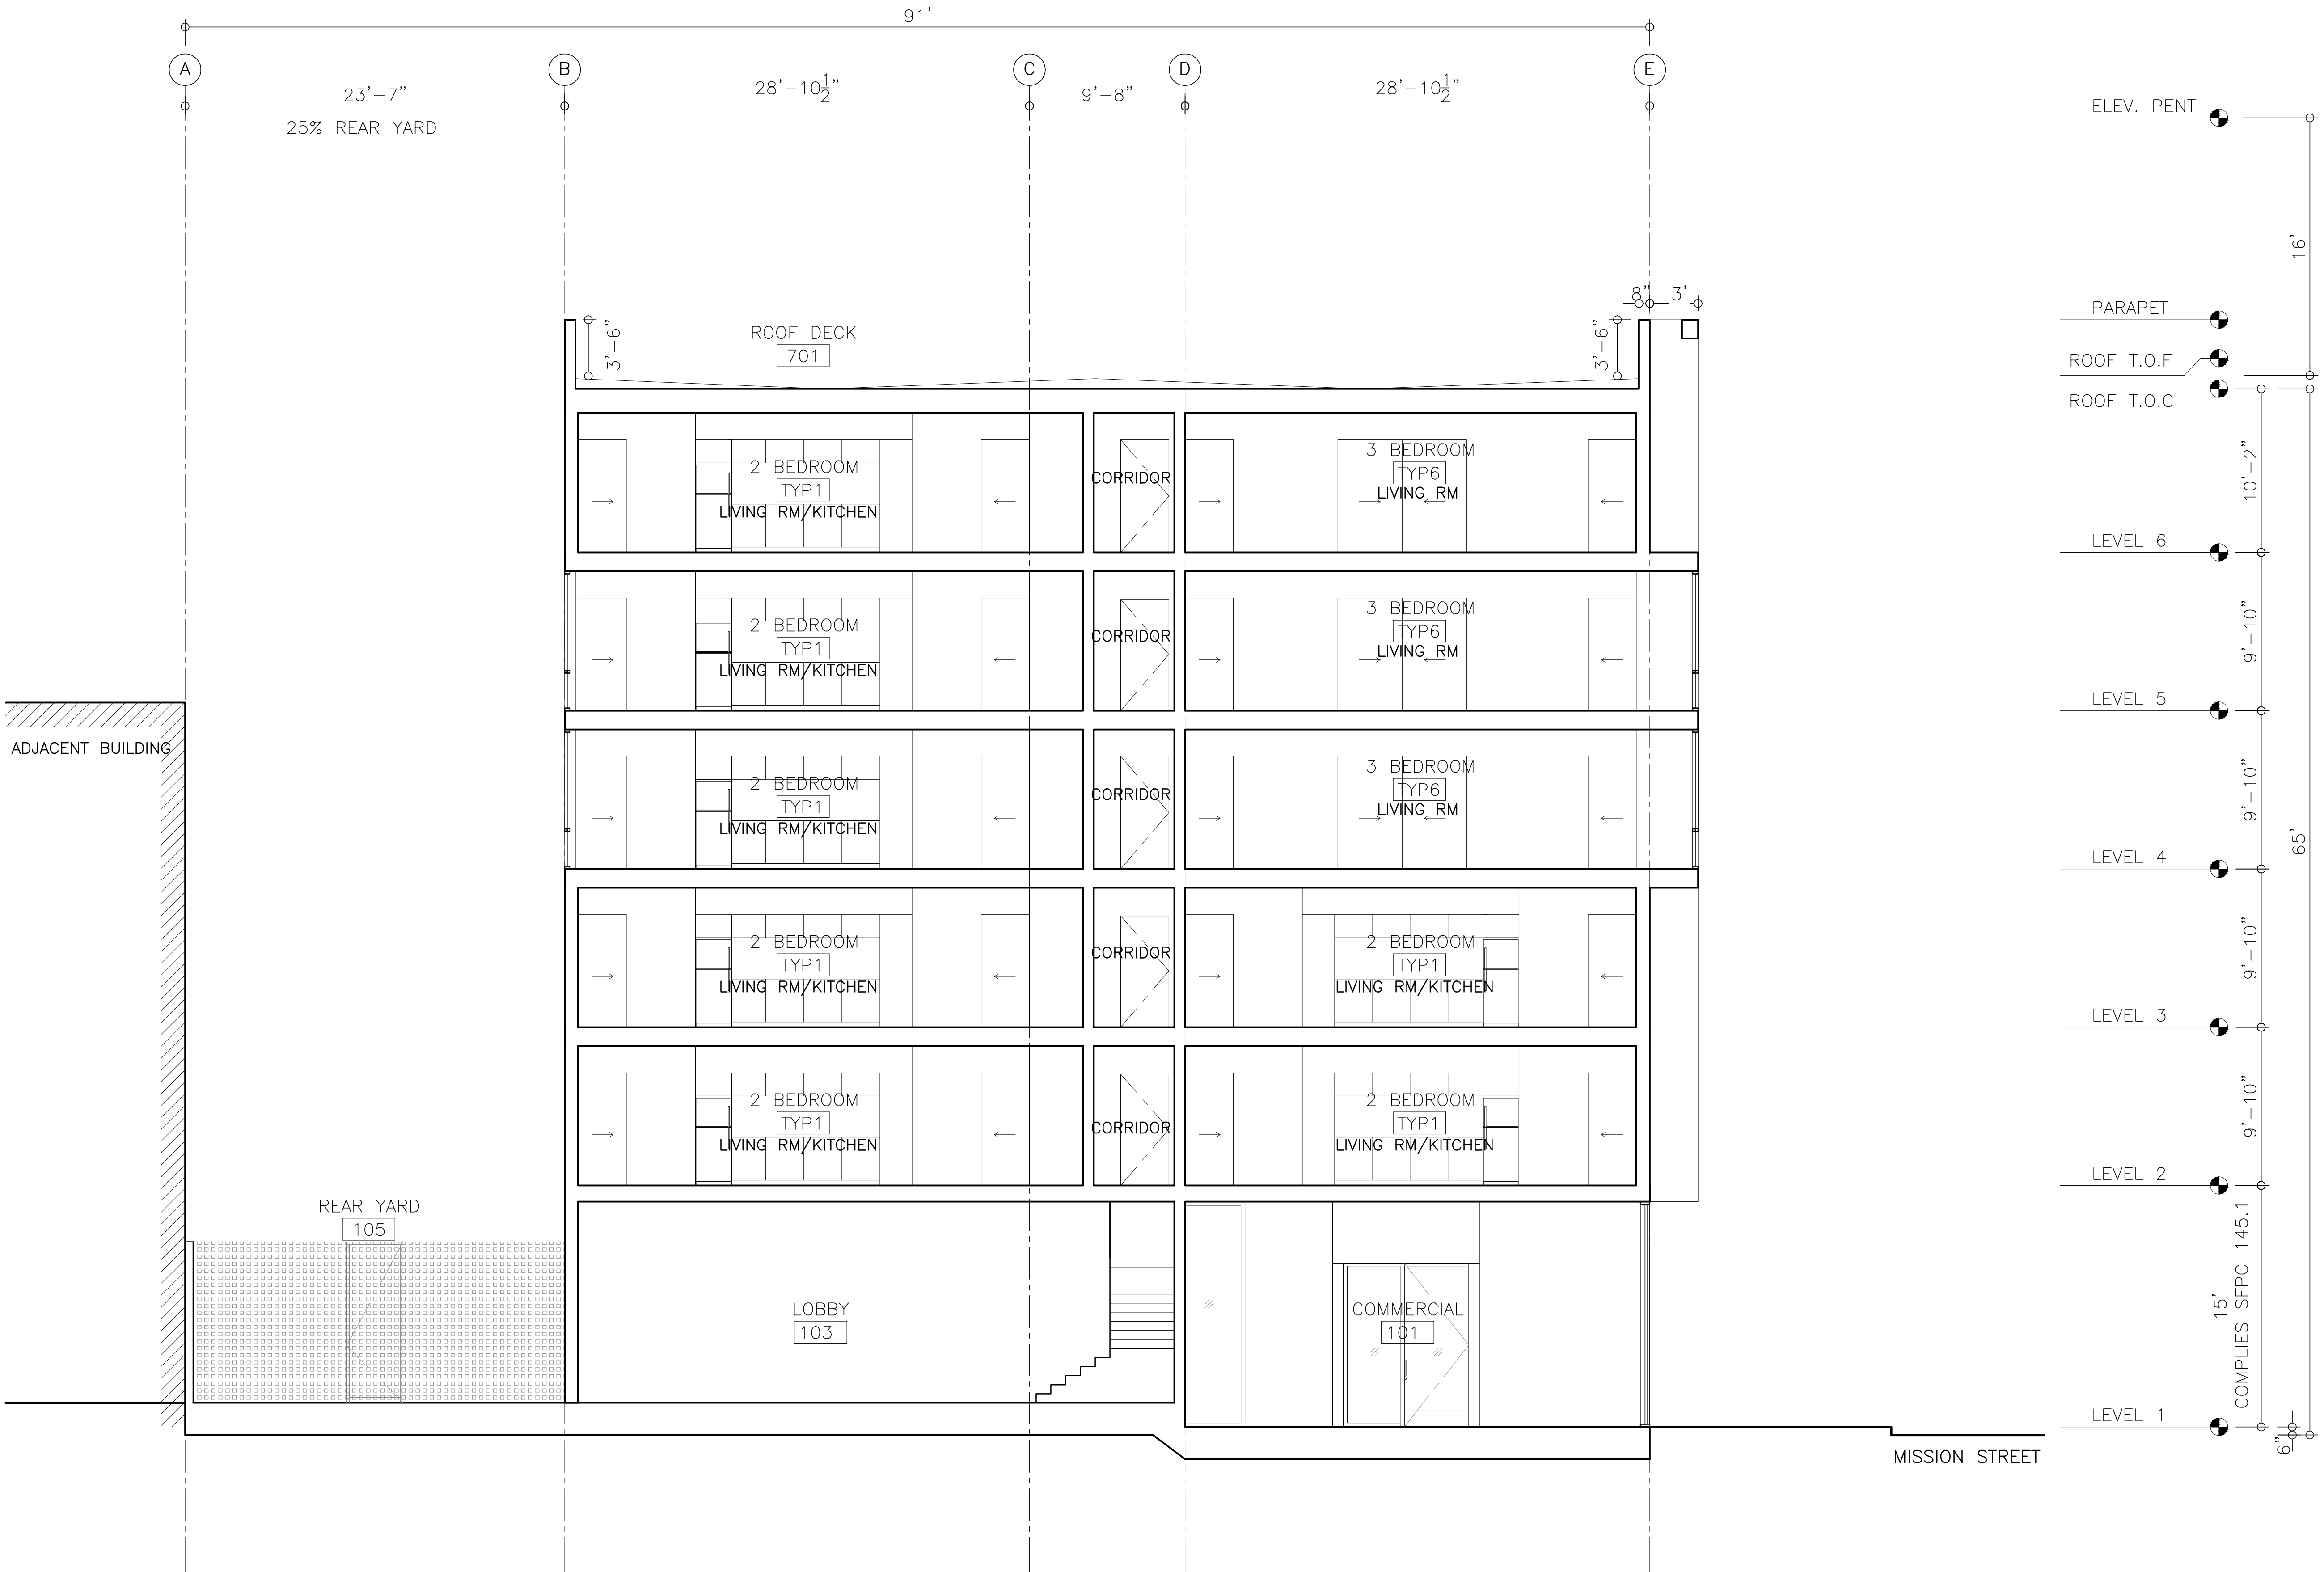 91'
A
B
C
D
E
23'-7"
28'-10 1/2"
9'-8"
28'-10 1/2"
25% REAR YARD
ELEV. PENT
16'
8"
3'
PARAPET
ROOF DECK
701
3'-6"
3'-6"
ROOF T.O.F
ROOF T.O.C
2 BEDROOM
TYP1
LIVING RM/KITCHEN
CORRIDOR
3 BEDROOM
TYP6
LIVING RM
10'-2"
LEVEL 6
2 BEDROOM
TYP1
LIVING RM/KITCHEN
CORRIDOR
3 BEDROOM
TYP6
LIVING RM
9'-10"
LEVEL 5
ADJACENT BUILDING
2 BEDROOM
TYP1
LIVING RM/KITCHEN
CORRIDOR
3 BEDROOM
TYP6
LIVING RM
9'-10"
65'
LEVEL 4
2 BEDROOM
TYP1
LIVING RM/KITCHEN
CORRIDOR
2 BEDROOM
TYP1
LIVING RM/KITCHEN
9'-10"
LEVEL 3
2 BEDROOM
TYP1
LIVING RM/KITCHEN
CORRIDOR
2 BEDROOM
TYP1
LIVING RM/KITCHEN
9'-10"
LEVEL 2
REAR YARD
105
LOBBY
103
COMMERCIAL
101
15'
COMPLIES SFPC 145.1
LEVEL 1
6"
MISSION STREET